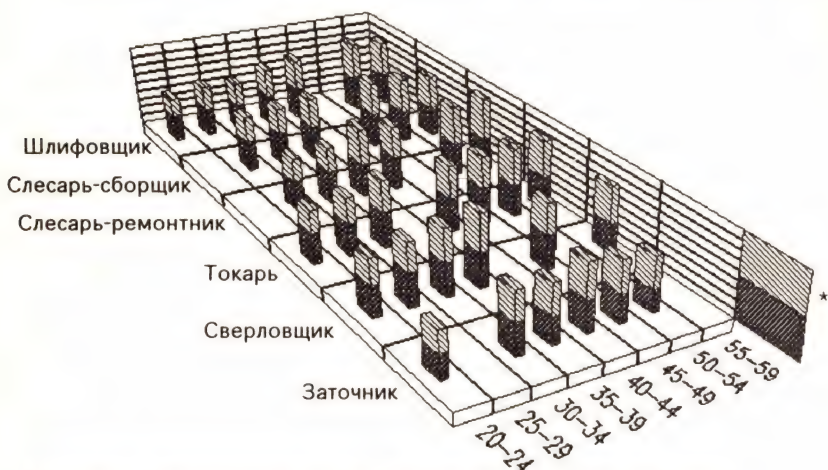 Шлифовщик
Слесарь-сборщик
Слесарь-ремонтник
Токарь
Сверловщик
Заточник
*
20–24
25–29
30–34
35–39
40–44
45–49
50–54
55–59